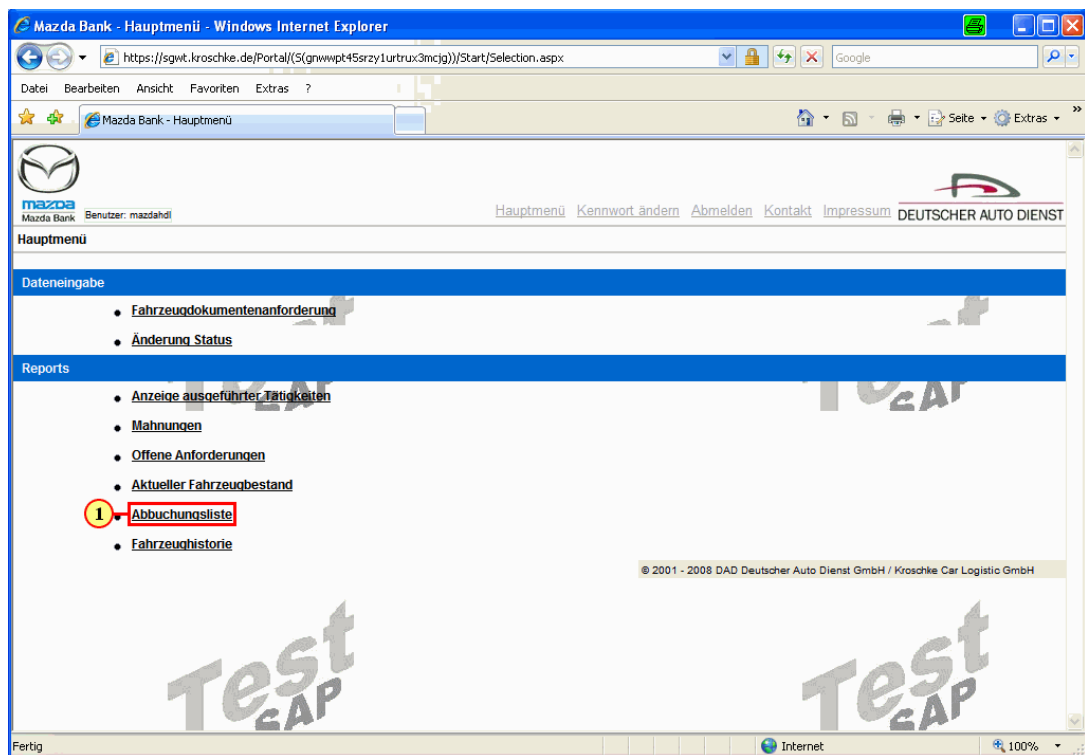 Mazda Bank - Hauptmenü - Windows Internet Explorer
https://sgwt.kroschke.de/Portal/(S(gnwwpt45srzy1urtrux3mcjg))/Start/Selection.aspx
Google
Datei Bearbeiten Ansicht Favoriten Extras ?
Mazda Bank - Hauptmenü
Seite Extras »
mazda
Mazda Bank Benutzer: mazdahdl
Hauptmenü Kennwort ändern Abmelden Kontakt Impressum
DEUTSCHER AUTO DIENST
Hauptmenü
Dateneingabe
Fahrzeugdokumentenanforderung
Änderung Status
Reports
Anzeige ausgeführter Tätigkeiten
Mahnungen
Offene Anforderungen
Aktueller Fahrzeugbestand
1 Abbuchungsliste
Fahrzeughistorie
© 2001 - 2008 DAD Deutscher Auto Dienst GmbH / Kroschke Car Logistic GmbH
Test Test
SAP SAP
Fertig Internet 100%